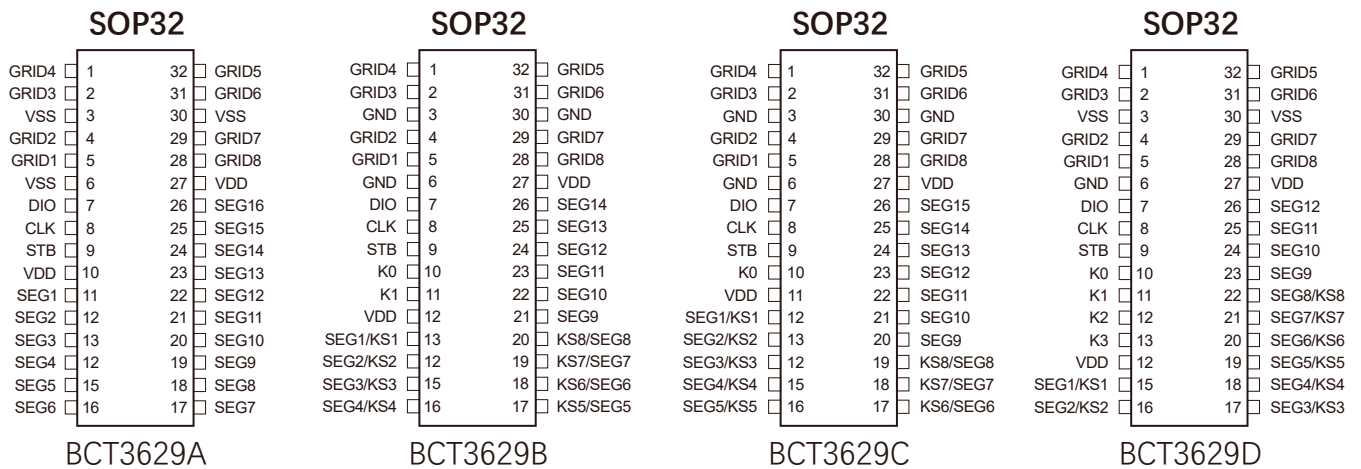 SOP32 SOP32 SOP32 SOP32
GRID4 1 32 GRID5 GRID4 1 32 GRID5 GRID4 1 32 GRID5 GRID4 1 32 GRID5
GRID3 2 31 GRID6 GRID3 2 31 GRID6 GRID3 2 31 GRID6 GRID3 2 31 GRID6
VSS 3 30 VSS GND 3 30 GND GND 3 30 GND VSS 3 30 VSS
GRID2 4 29 GRID7 GRID2 4 29 GRID7 GRID2 4 29 GRID7 GRID2 4 29 GRID7
GRID1 5 28 GRID8 GRID1 5 28 GRID8 GRID1 5 28 GRID8 GRID1 5 28 GRID8
VSS 6 27 VDD GND 6 27 VDD GND 6 27 VDD GND 6 27 VDD
DIO 7 26 SEG16 DIO 7 26 SEG14 DIO 7 26 SEG15 DIO 7 26 SEG12
CLK 8 25 SEG15 CLK 8 25 SEG13 CLK 8 25 SEG14 CLK 8 25 SEG11
STB 9 24 SEG14 STB 9 24 SEG12 STB 9 24 SEG13 STB 9 24 SEG10
VDD 10 23 SEG13 K0 10 23 SEG11 K0 10 23 SEG12 K0 10 23 SEG9
SEG1 11 22 SEG12 K1 11 22 SEG10 VDD 11 22 SEG11 K1 11 22 SEG8/KS8
SEG2 12 21 SEG11 VDD 12 21 SEG9 SEG1/KS1 12 21 SEG10 K2 12 21 SEG7/KS7
SEG3 13 20 SEG10 SEG1/KS1 13 20 KS8/SEG8 SEG2/KS2 13 20 SEG9 K3 13 20 SEG6/KS6
SEG4 12 19 SEG9 SEG2/KS2 12 19 KS7/SEG7 SEG3/KS3 12 19 KS8/SEG8 VDD 12 19 SEG5/KS5
SEG5 15 18 SEG8 SEG3/KS3 15 18 KS6/SEG6 SEG4/KS4 15 18 KS7/SEG7 SEG1/KS1 15 18 SEG4/KS4
SEG6 16 17 SEG7 SEG4/KS4 16 17 KS5/SEG5 SEG5/KS5 16 17 KS6/SEG6 SEG2/KS2 16 17 SEG3/KS3
BCT3629A BCT3629B BCT3629C BCT3629D